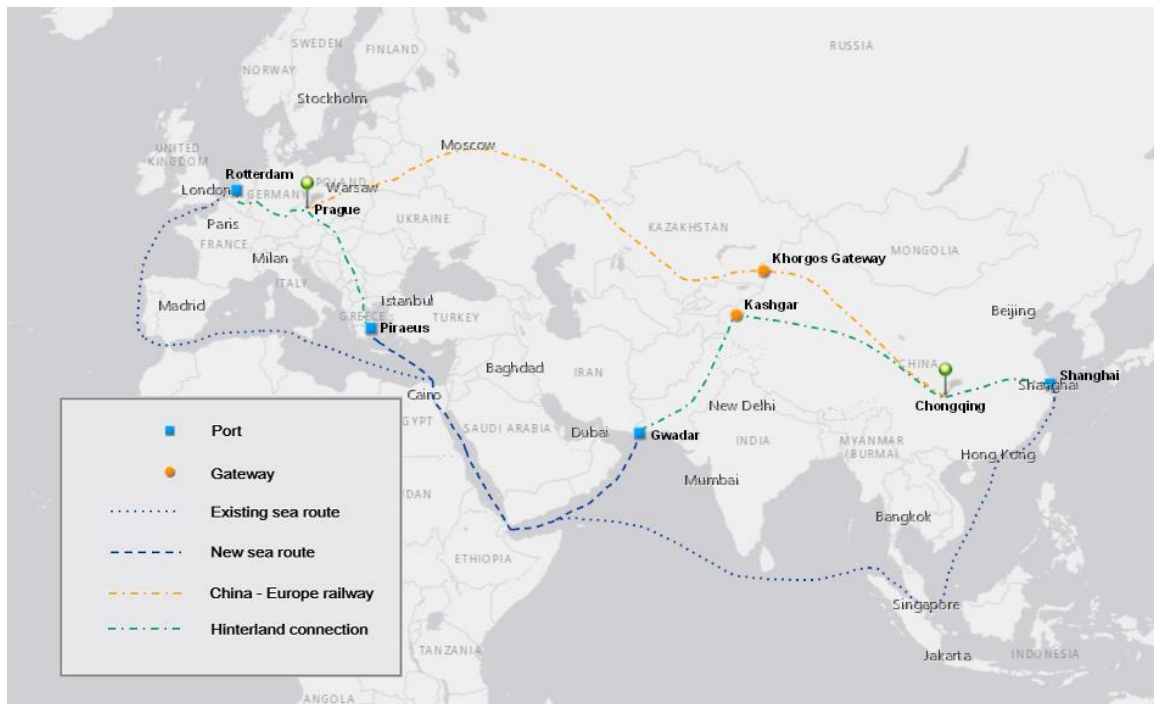 SWEDEN
FINLAND
RUSSIA
NORWAY
Stockholm
Moscow
UNITED
KINGDOM
Rotterdam
London
GERMANY
POLAND
Warsaw
Prague
Paris
UKRAINE
FRANCE
KAZAKHSTAN
MONGOLIA
Milan
Khorgos Gateway
ITALY
Madrid
Istanbul
Kashgar
Beijing
GREECE
TURKEY
Piraeus
Baghdad
IRAN
CHINA
Shanghai
Shanghai
Cairo
Chongqing
New Delhi
EGYPT
SAUDI ARABIA
Dubai
Gwadar
INDIA
MYANMAR
(BURMA)
Hong Kong
Mumbai
Bangkok
ETHIOPIA
Singapore
TANZANIA
Jakarta
INDONESIA
ANGOLA
Port
Gateway
Existing sea route
New sea route
China - Europe railway
Hinterland connection